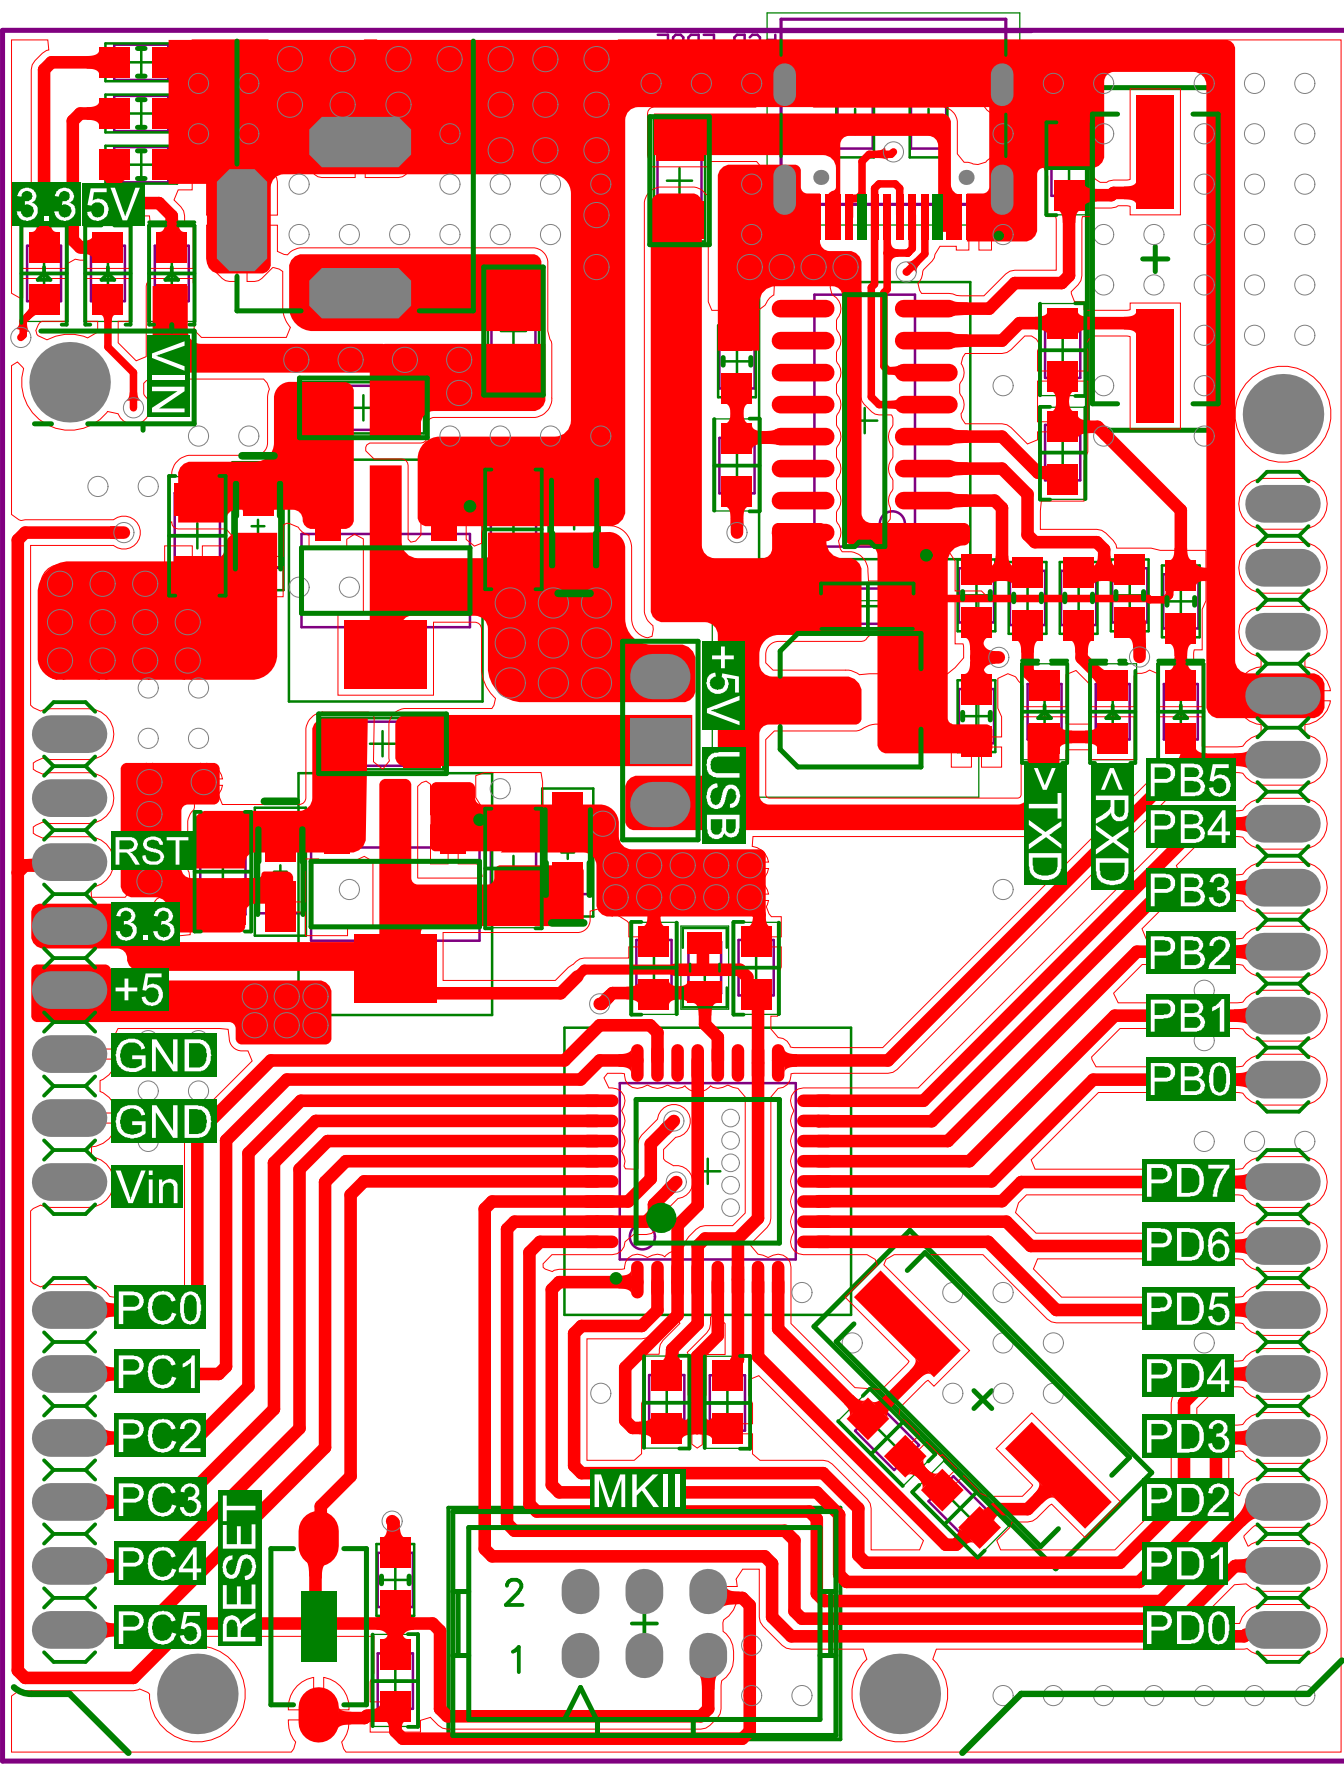 3.3
5V
VIN
+5V
USB
>TXD
<RXD
RST
3.3
+5
GND
GND
Vin
PC0
PC1
PC2
PC3
PC4
PC5
RESET
MKII
2
1
PB5
PB4
PB3
PB2
PB1
PB0
PD7
PD6
PD5
PD4
PD3
PD2
PD1
PD0